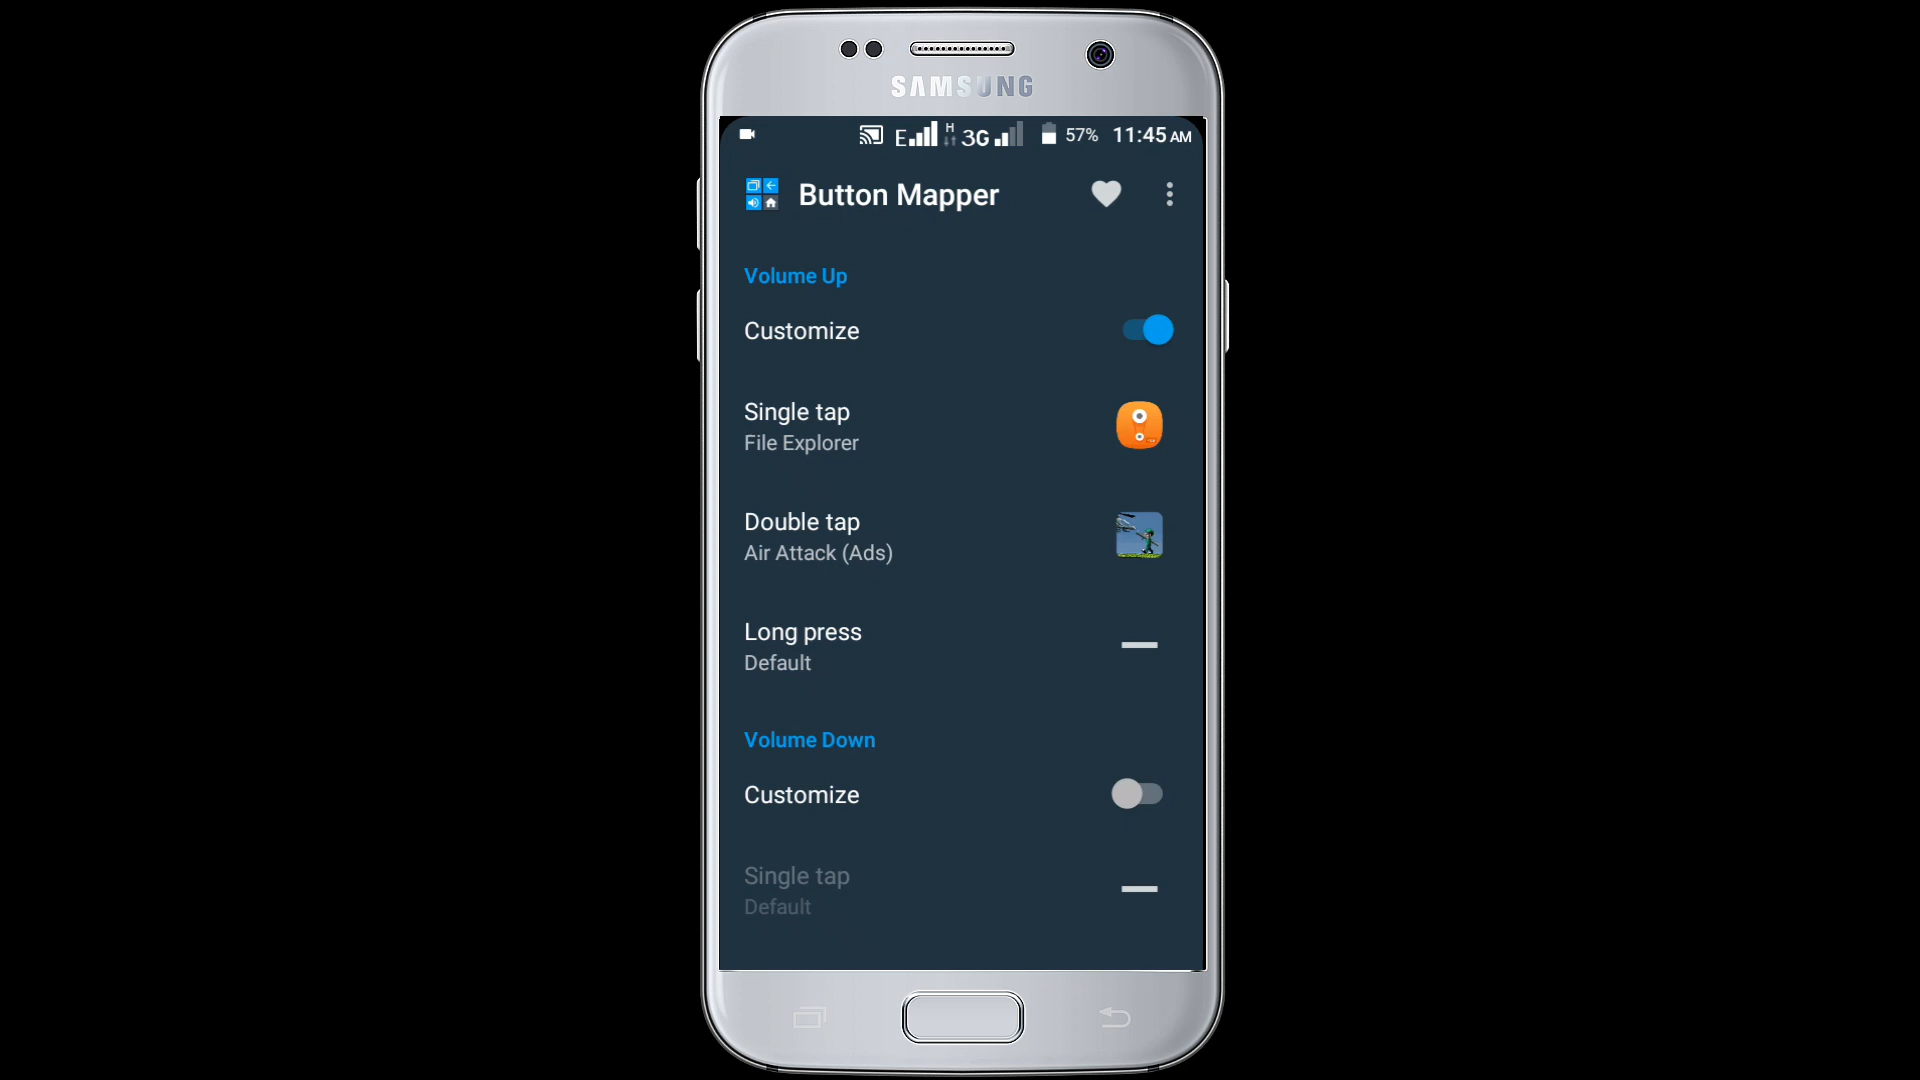 SAMSUNG
E H 3G 57% 11:45 AM
Button Mapper
Volume Up
Customize
Single tap
File Explorer
Double tap
Air Attack (Ads)
Long press
Default
Volume Down
Customize
Single tap
Default